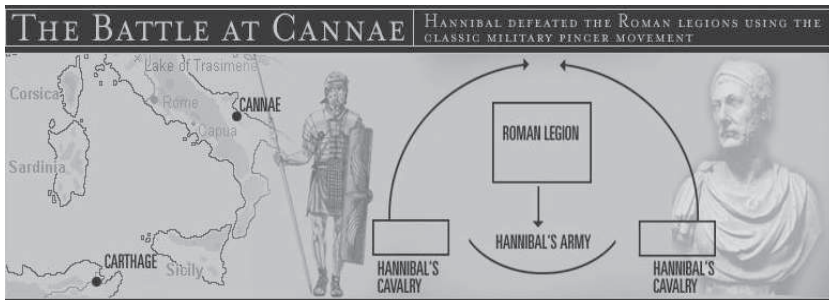 THE BATTLE AT CANNAE
HANNIBAL DEFEATED THE ROMAN LEGIONS USING THE
CLASSIC MILITARY PINCER MOVEMENT
Lake of Trasimene
Corsica
Rome
CANNAE
Capua
Sardinia
CARTHAGE
Sicily
ROMAN LEGION
HANNIBAL'S ARMY
HANNIBAL'S
CAVALRY
HANNIBAL'S
CAVALRY